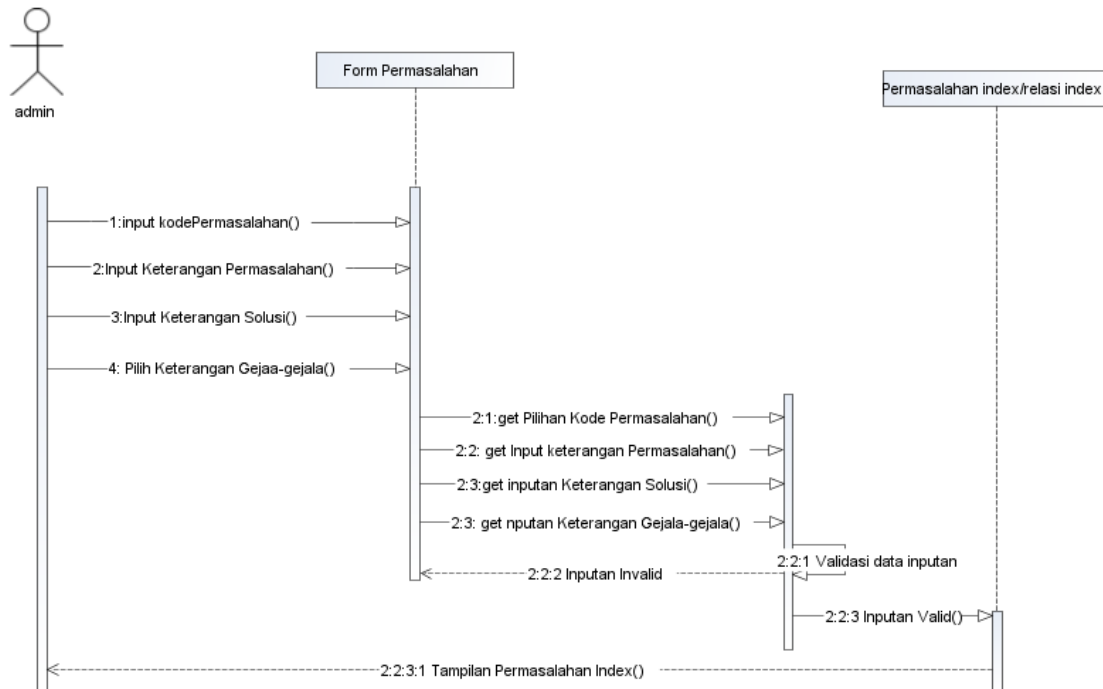 Form Permasalahan
Permasalahan index/relasi index
admin
1:input kodePermasalahan()
2:Input Keterangan Permasalahan()
3:Input Keterangan Solusi()
4: Pilih Keterangan Gejaa-gejala()
2:1:get Pilihan Kode Permasalahan()
2:2: get Input keterangan Permasalahan()
2:3:get inputan Keterangan Solusi()
2:3: get nputan Keterangan Gejala-gejala()
2:2:1 Validasi data inputan
2:2:2 Inputan Invalid
2:2:3 Inputan Valid()
2:2:3:1 Tampilan Permasalahan Index()